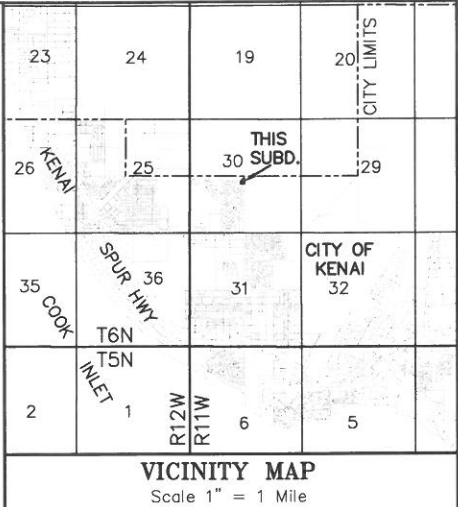 23 24 19 20
CITY LIMITS
26 KENAI 25 30 THIS SUBD. 29
35 COOK SPUR HWY 36 31 CITY OF KENAI 32
T6N
T5N
2 INLET 1 R12W R11W 6 5
VICINITY MAP
Scale 1" = 1 Mile